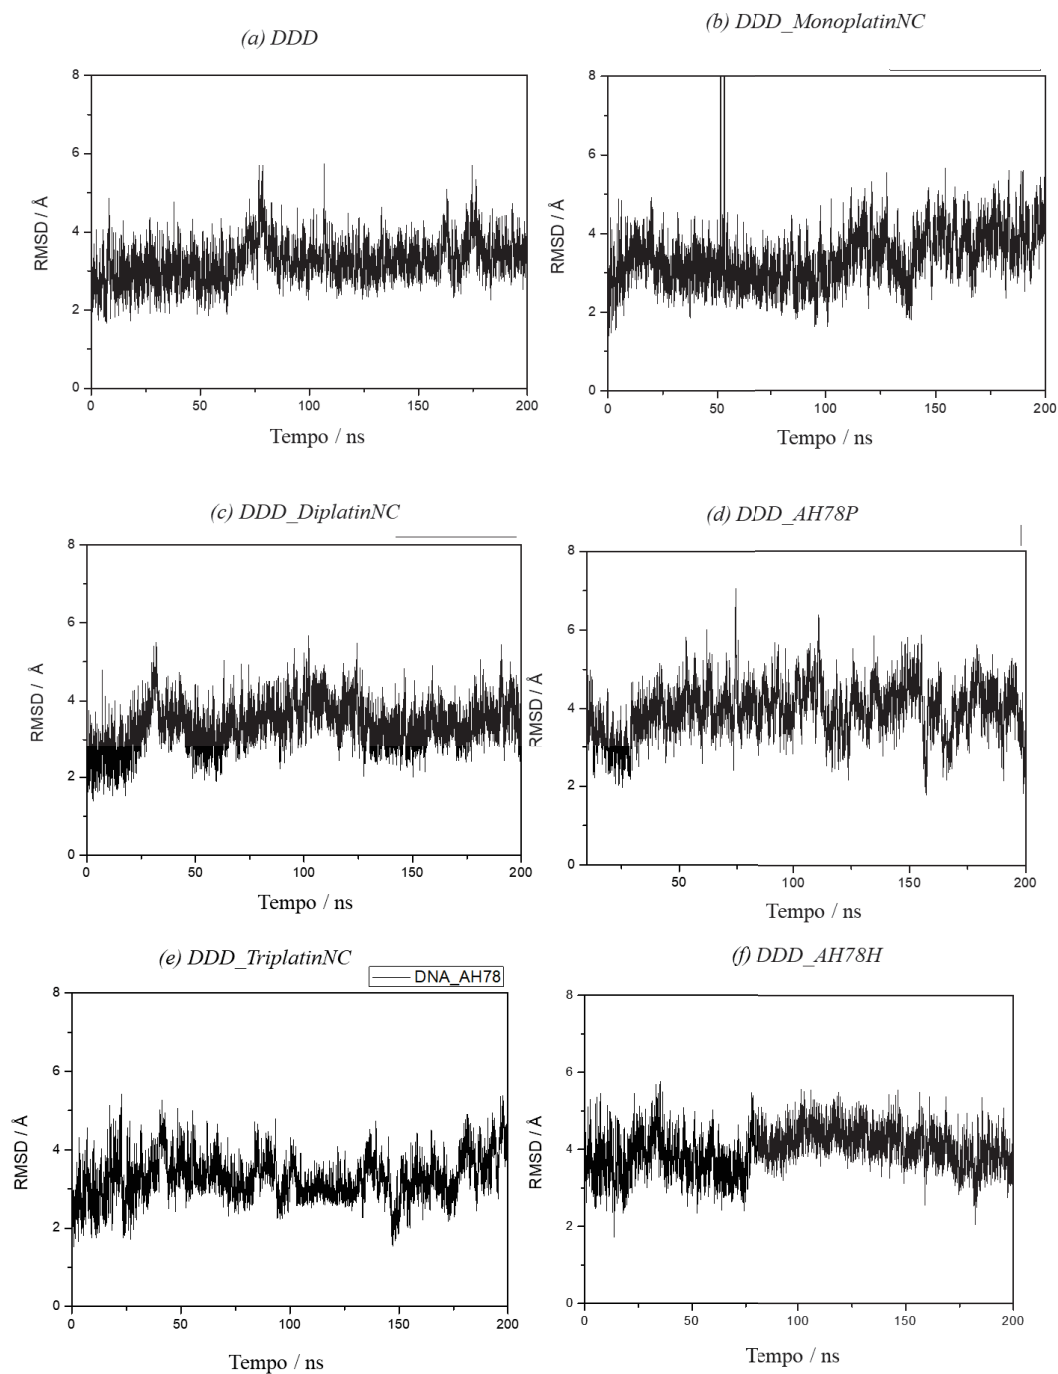 (a) DDD
(b) DDD_MonoplatinNC
8
6
4
2
0
RMSD / Å
0 50 100 150 200
Tempo / ns
8
6
4
2
0
RMSD / Å
0 50 100 150 200
Tempo / ns
(c) DDD_DiplatinNC
(d) DDD_AH78P
8
6
4
2
0
RMSD / Å
0 50 100 150 200
Tempo / ns
8
6
4
2
0
RMSD / Å
50 100 150 200
Tempo / ns
(e) DDD_TriplatinNC
(f) DDD_AH78H
DNA_AH78
8
6
4
2
0
RMSD / Å
0 50 100 150 200
Tempo / ns
8
6
4
2
0
RMSD / Å
0 50 100 150 200
Tempo / ns